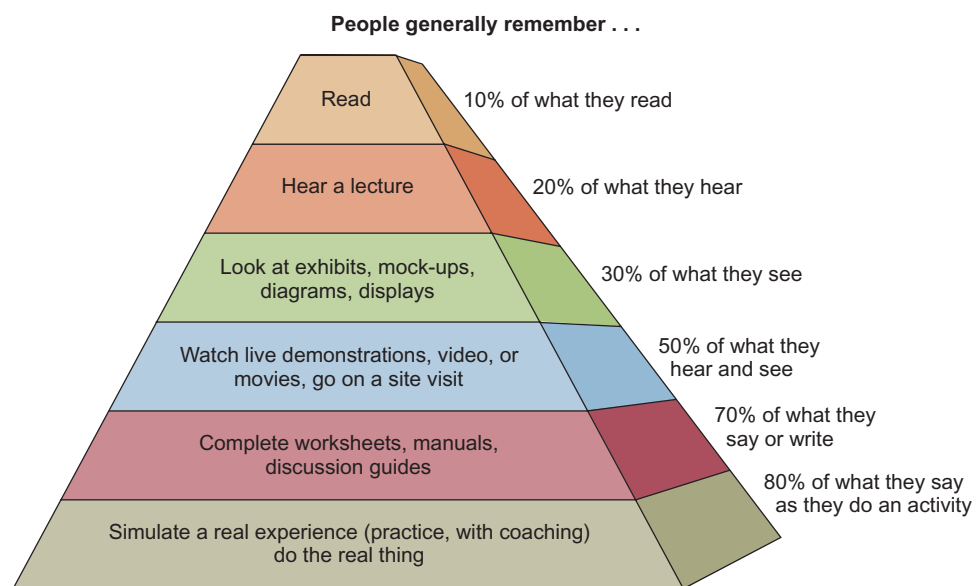 People generally remember . . .
Read
10% of what they read
Hear a lecture
20% of what they hear
Look at exhibits, mock-ups,
diagrams, displays
30% of what they see
Watch live demonstrations, video, or
movies, go on a site visit
50% of what they
hear and see
Complete worksheets, manuals,
discussion guides
70% of what they
say or write
Simulate a real experience (practice, with coaching)
do the real thing
80% of what they say
as they do an activity